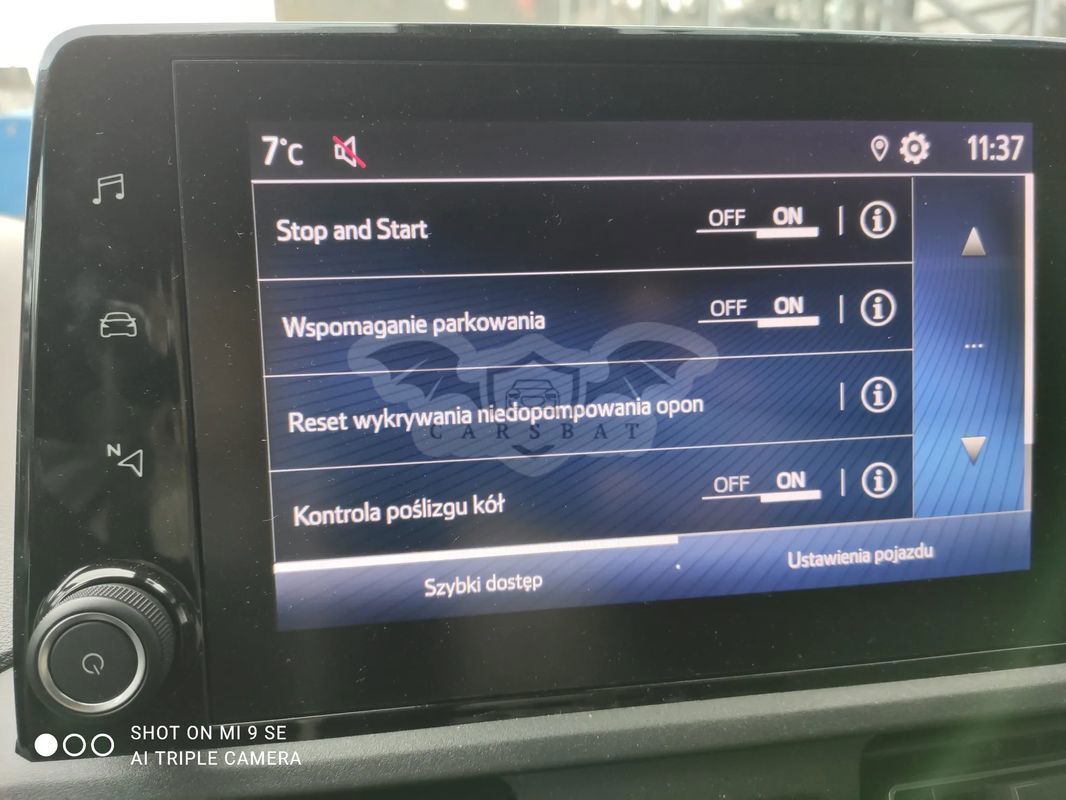 7°C 11:37
Stop and Start OFF ON
Wspomaganie parkowania OFF ON
Reset wykrywania niedopompowania opon
CARSBAT
Kontrola poślizgu kół OFF ON
Szybki dostęp Ustawienia pojazdu
N
SHOT ON MI 9 SE
AI TRIPLE CAMERA